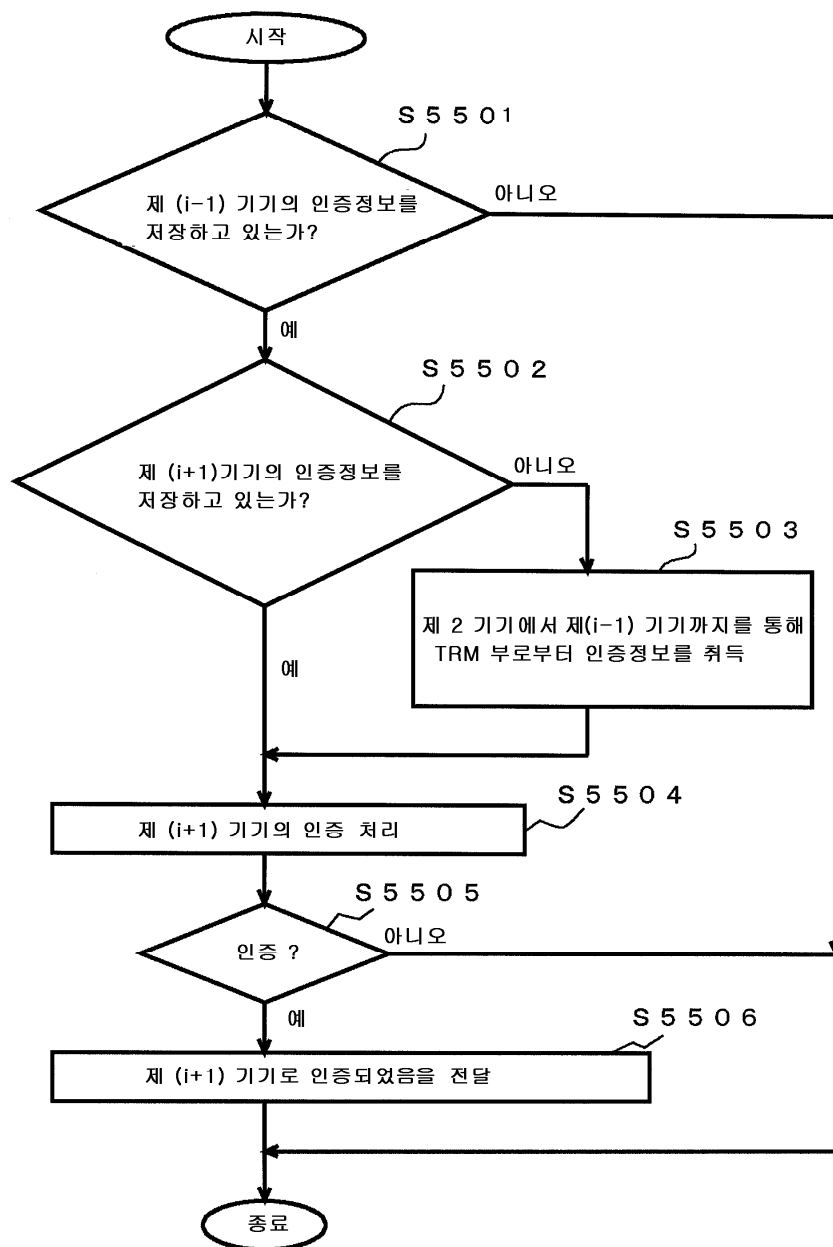 시작
S5501
제 (i-1) 기기의 인증정보를
저장하고 있는가?
아니오
예
S5502
제 (i+1)기기의 인증정보를
저장하고 있는가?
아니오
S5503
제 2 기기에서 제(i-1) 기기까지를 통해
TRM 부로부터 인증정보를 취득
예
S5504
제 (i+1) 기기의 인증 처리
S5505
인증 ?
아니오
예
S5506
제 (i+1) 기기로 인증되었음을 전달
종료